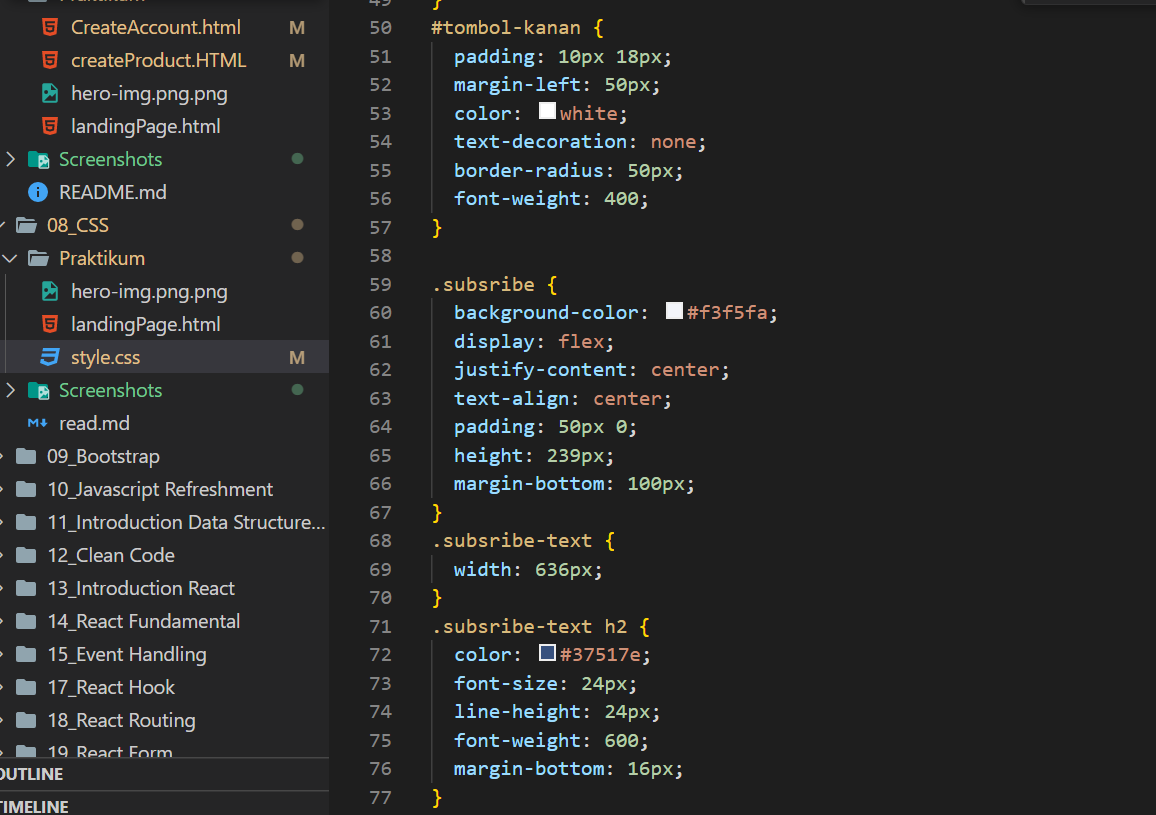 Praktikum
CreateAccount.html M
createProduct.HTML M
hero-img.png.png
landingPage.html
Screenshots
README.md
08_CSS
Praktikum
hero-img.png.png
landingPage.html
style.css M
Screenshots
read.md
09_Bootstrap
10_Javascript Refreshment
11_Introduction Data Structure...
12_Clean Code
13_Introduction React
14_React Fundamental
15_Event Handling
17_React Hook
18_React Routing
19_React Form
OUTLINE
TIMELINE
49 }
50 #tombol-kanan {
51 padding: 10px 18px;
52 margin-left: 50px;
53 color: white;
54 text-decoration: none;
55 border-radius: 50px;
56 font-weight: 400;
57 }
58
59 .subsribe {
60 background-color: #f3f5fa;
61 display: flex;
62 justify-content: center;
63 text-align: center;
64 padding: 50px 0;
65 height: 239px;
66 margin-bottom: 100px;
67 }
68 .subsribe-text {
69 width: 636px;
70 }
71 .subsribe-text h2 {
72 color: #37517e;
73 font-size: 24px;
74 line-height: 24px;
75 font-weight: 600;
76 margin-bottom: 16px;
77 }